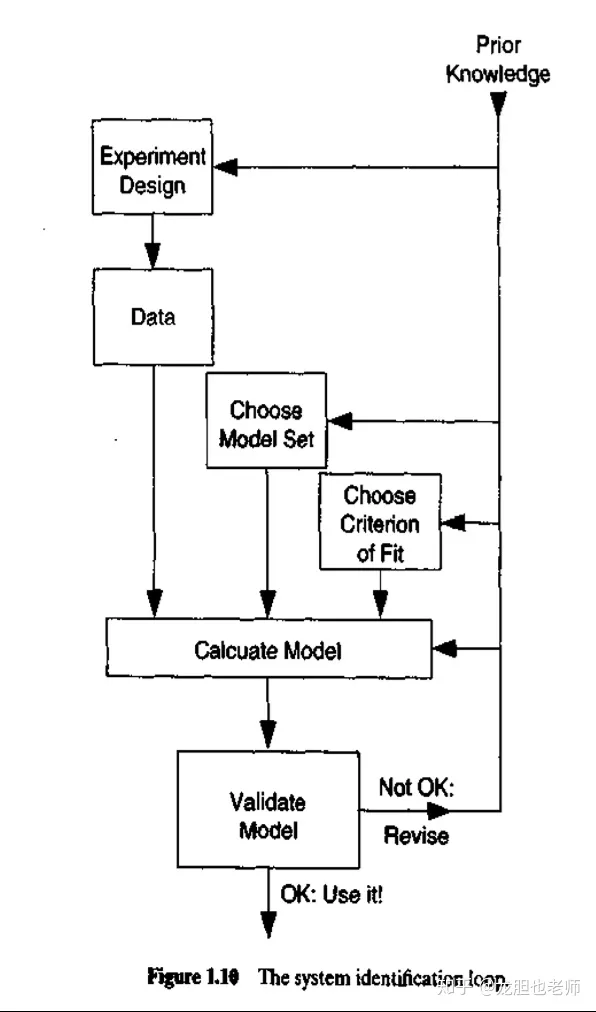 Prior
Knowledge
Experiment
Design
Data
Choose
Model Set
Choose
Criterion
of Fit
Calcuate Model
Validate
Model
Not OK:
Revise
OK: Use it!
Figure 1.10 The system identification loop.
知乎 @龙胆也老师